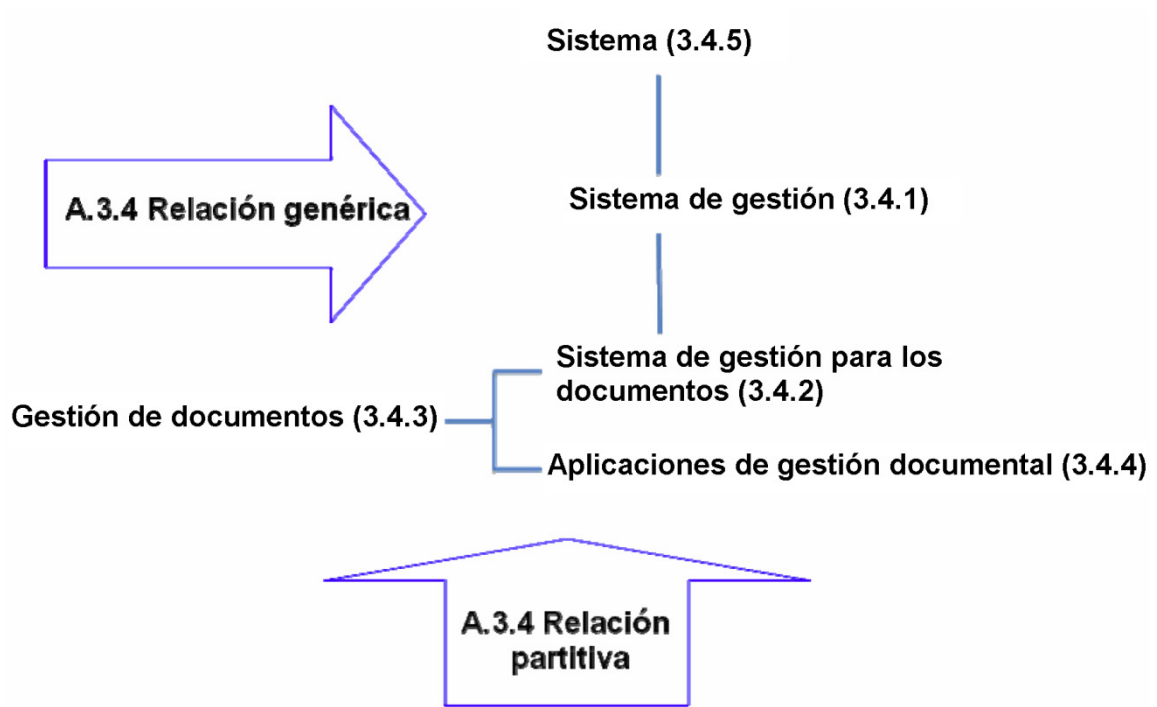 Sistema (3.4.5)
A.3.4 Relación genérica
Sistema de gestión (3.4.1)
Sistema de gestión para los
documentos (3.4.2)
Gestión de documentos (3.4.3)
Aplicaciones de gestión documental (3.4.4)
A.3.4 Relación
partitiva